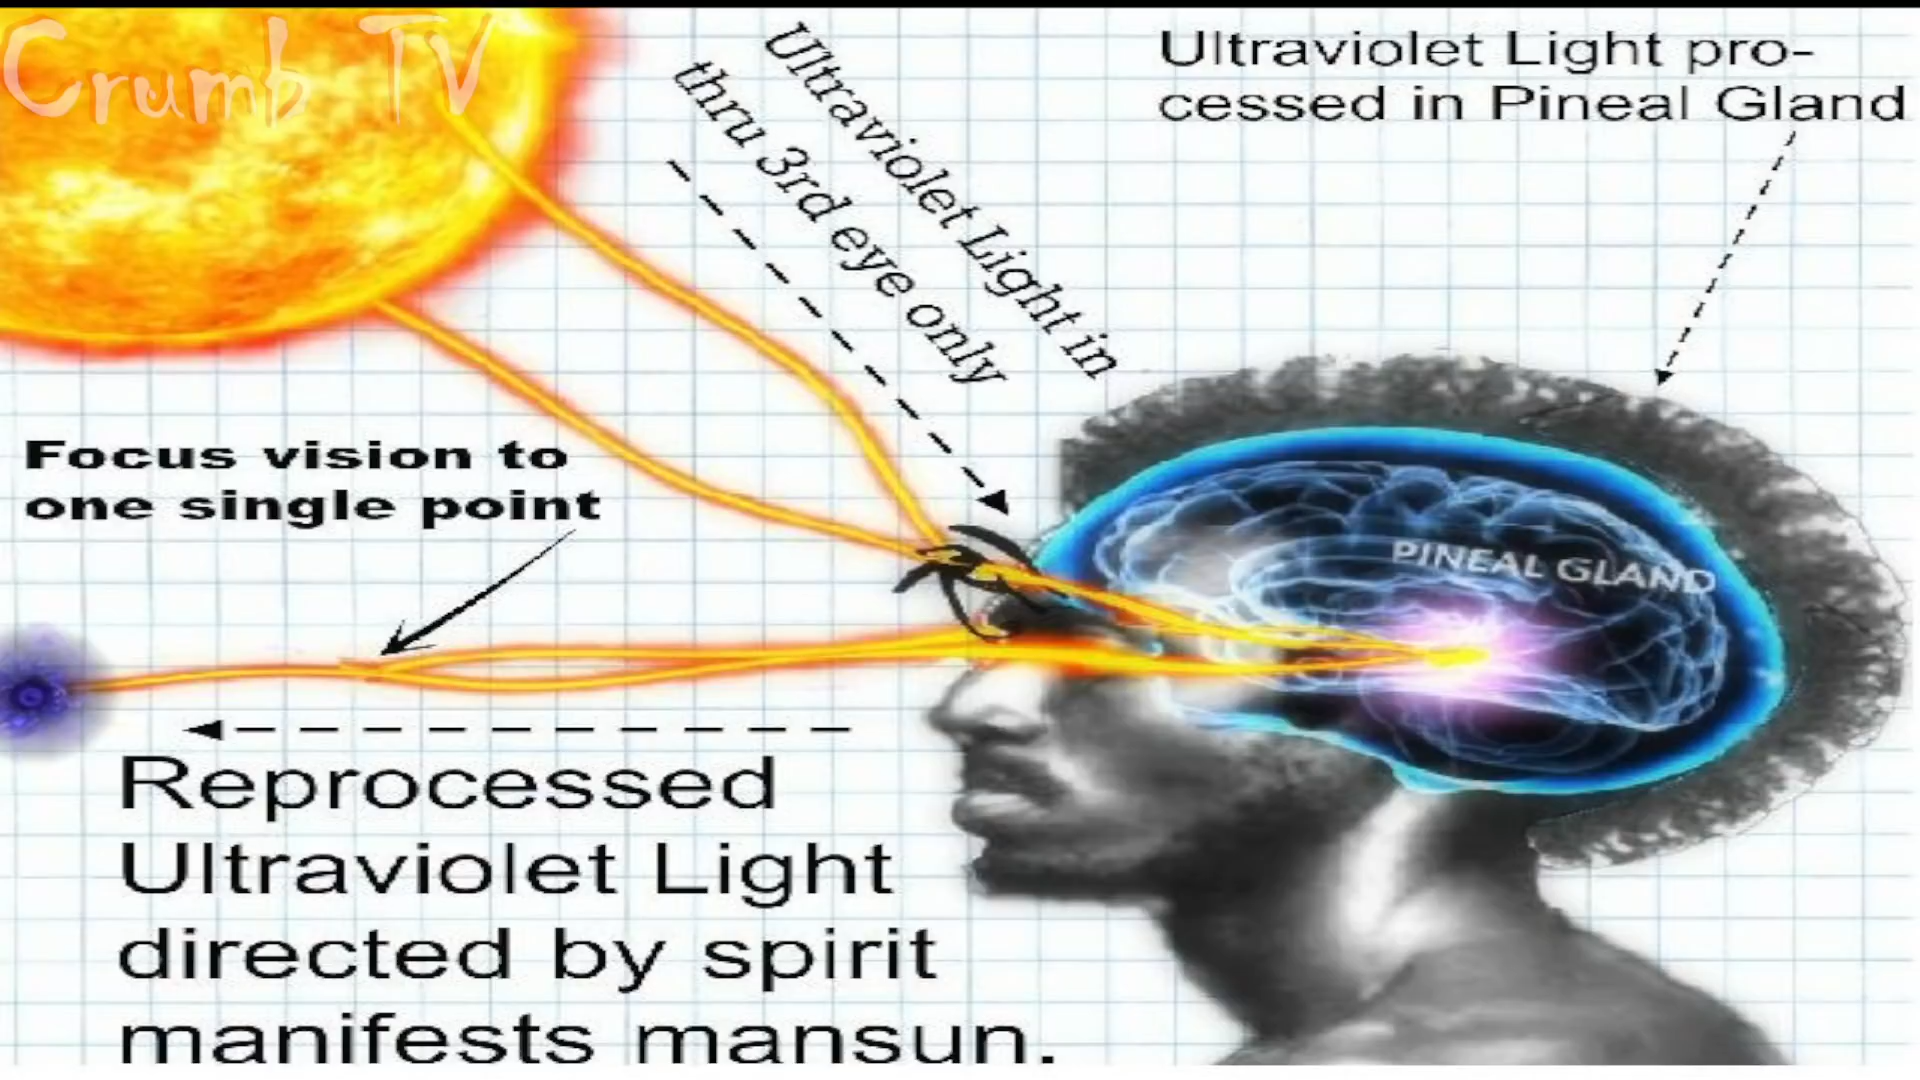 Crumb TV
Ultraviolet Light in
thru 3rd eye only
Ultraviolet Light pro-
cessed in Pineal Gland
Focus vision to
one single point
PINEAL GLAND
Reprocessed
Ultraviolet Light
directed by spirit
manifests mansun.